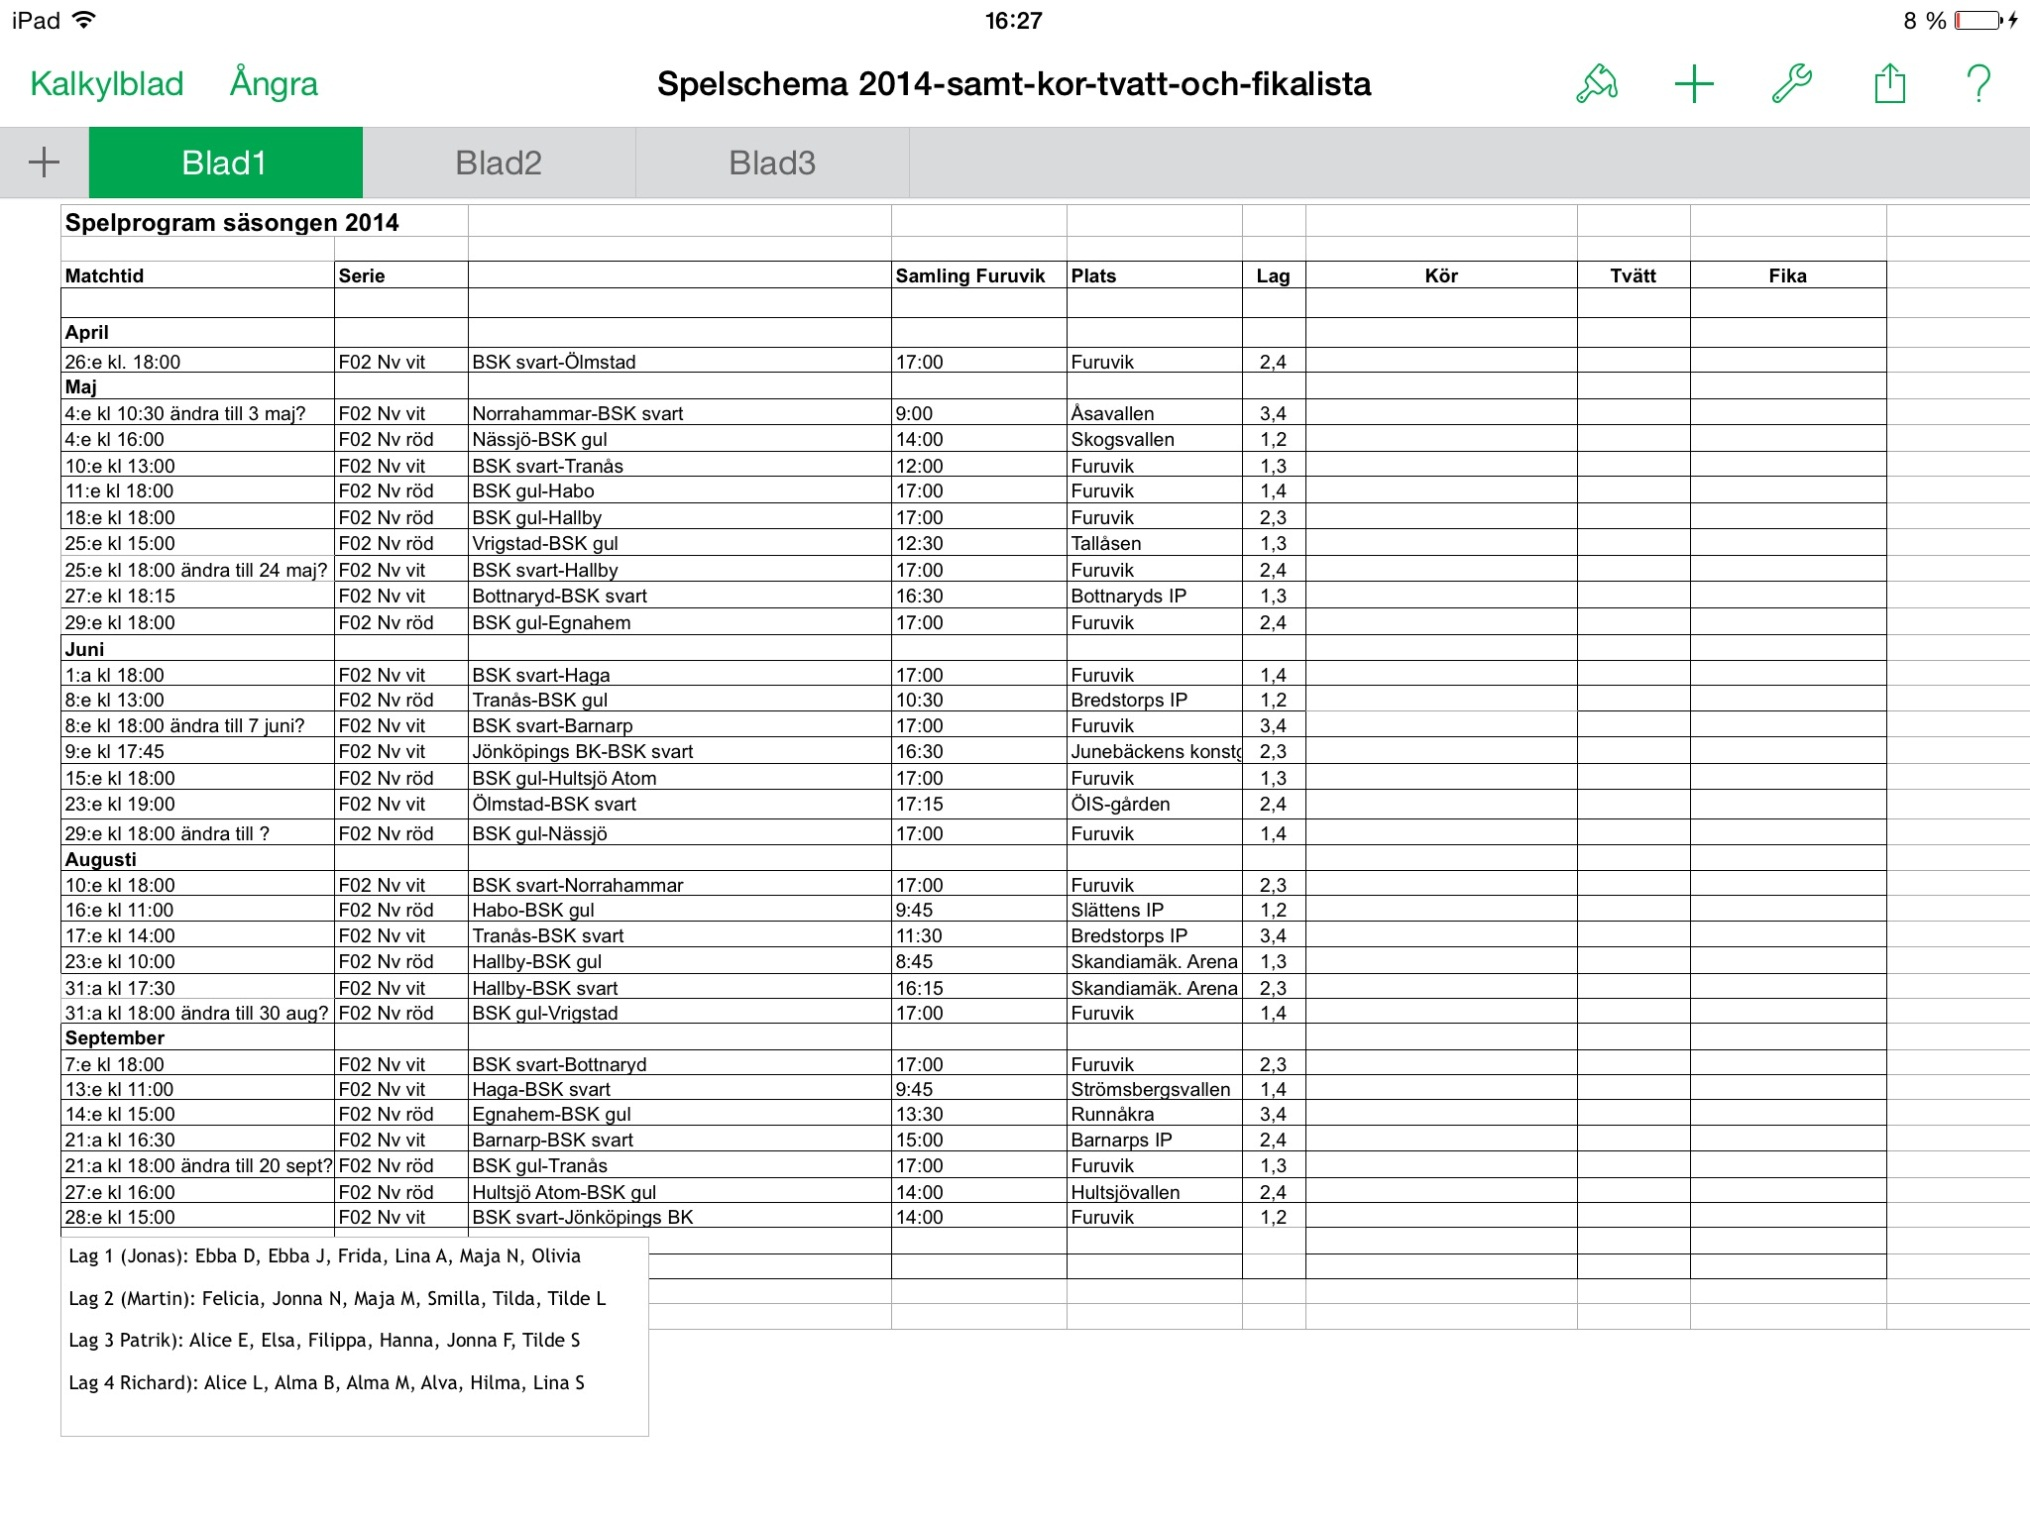 iPad 16:27 8 %
Kalkylblad Ångra Spelschema 2014-samt-kor-tvatt-och-fikalista ?
Blad1 Blad2 Blad3
Spelprogram säsongen 2014
Matchtid Serie Samling Furuvik Plats Lag Kör Tvätt Fika
April
26:e kl. 18:00 F02 Nv vit BSK svart-Ölmstad 17:00 Furuvik 2,4
Maj
4:e kl 10:30 ändra till 3 maj? F02 Nv vit Norrahammar-BSK svart 9:00 Åsavallen 3,4
4:e kl 16:00 F02 Nv röd Nässjö-BSK gul 14:00 Skogsvallen 1,2
10:e kl 13:00 F02 Nv vit BSK svart-Tranås 12:00 Furuvik 1,3
11:e kl 18:00 F02 Nv röd BSK gul-Habo 17:00 Furuvik 1,4
18:e kl 18:00 F02 Nv röd BSK gul-Hallby 17:00 Furuvik 2,3
25:e kl 15:00 F02 Nv röd Vrigstad-BSK gul 12:30 Tallåsen 1,3
25:e kl 18:00 ändra till 24 maj? F02 Nv vit BSK svart-Hallby 17:00 Furuvik 2,4
27:e kl 18:15 F02 Nv vit Bottnaryd-BSK svart 16:30 Bottnaryds IP 1,3
29:e kl 18:00 F02 Nv röd BSK gul-Egnahem 17:00 Furuvik 2,4
Juni
1:a kl 18:00 F02 Nv vit BSK svart-Haga 17:00 Furuvik 1,4
8:e kl 13:00 F02 Nv röd Tranås-BSK gul 10:30 Bredstorps IP 1,2
8:e kl 18:00 ändra till 7 juni? F02 Nv vit BSK svart-Barnarp 17:00 Furuvik 3,4
9:e kl 17:45 F02 Nv vit Jönköpings BK-BSK svart 16:30 Junebäckens konstg 2,3
15:e kl 18:00 F02 Nv röd BSK gul-Hultsjö Atom 17:00 Furuvik 1,3
23:e kl 19:00 F02 Nv vit Ölmstad-BSK svart 17:15 ÖIS-gården 2,4
29:e kl 18:00 ändra till ? F02 Nv röd BSK gul-Nässjö 17:00 Furuvik 1,4
Augusti
10:e kl 18:00 F02 Nv vit BSK svart-Norrahammar 17:00 Furuvik 2,3
16:e kl 11:00 F02 Nv röd Habo-BSK gul 9:45 Slättens IP 1,2
17:e kl 14:00 F02 Nv vit Tranås-BSK svart 11:30 Bredstorps IP 3,4
23:e kl 10:00 F02 Nv röd Hallby-BSK gul 8:45 Skandiamäk. Arena 1,3
31:a kl 17:30 F02 Nv vit Hallby-BSK svart 16:15 Skandiamäk. Arena 2,3
31:a kl 18:00 ändra till 30 aug? F02 Nv röd BSK gul-Vrigstad 17:00 Furuvik 1,4
September
7:e kl 18:00 F02 Nv vit BSK svart-Bottnaryd 17:00 Furuvik 2,3
13:e kl 11:00 F02 Nv vit Haga-BSK svart 9:45 Strömsbergsvallen 1,4
14:e kl 15:00 F02 Nv röd Egnahem-BSK gul 13:30 Runnåkra 3,4
21:a kl 16:30 F02 Nv vit Barnarp-BSK svart 15:00 Barnarps IP 2,4
21:a kl 18:00 ändra till 20 sept? F02 Nv röd BSK gul-Tranås 17:00 Furuvik 1,3
27:e kl 16:00 F02 Nv röd Hultsjö Atom-BSK gul 14:00 Hultsjövallen 2,4
28:e kl 15:00 F02 Nv vit BSK svart-Jönköpings BK 14:00 Furuvik 1,2
Lag 1 (Jonas): Ebba D, Ebba J, Frida, Lina A, Maja N, Olivia
Lag 2 (Martin): Felicia, Jonna N, Maja M, Smilla, Tilda, Tilde L
Lag 3 Patrik): Alice E, Elsa, Filippa, Hanna, Jonna F, Tilde S
Lag 4 Richard): Alice L, Alma B, Alma M, Alva, Hilma, Lina S